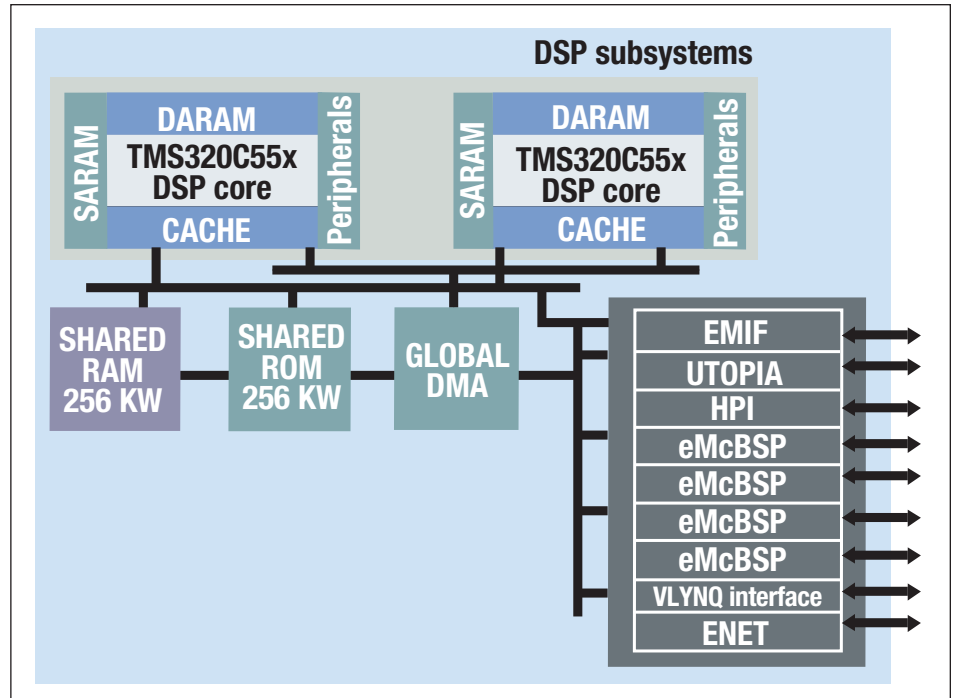 DSP subsystems
SARAM
DARAM
TMS320C55x
DSP core
CACHE
Peripherals
SARAM
DARAM
TMS320C55x
DSP core
CACHE
Peripherals
SHARED
RAM
256 KW
SHARED
ROM
256 KW
GLOBAL
DMA
EMIF
UTOPIA
HPI
eMcBSP
eMcBSP
eMcBSP
eMcBSP
VLYNQ interface
ENET